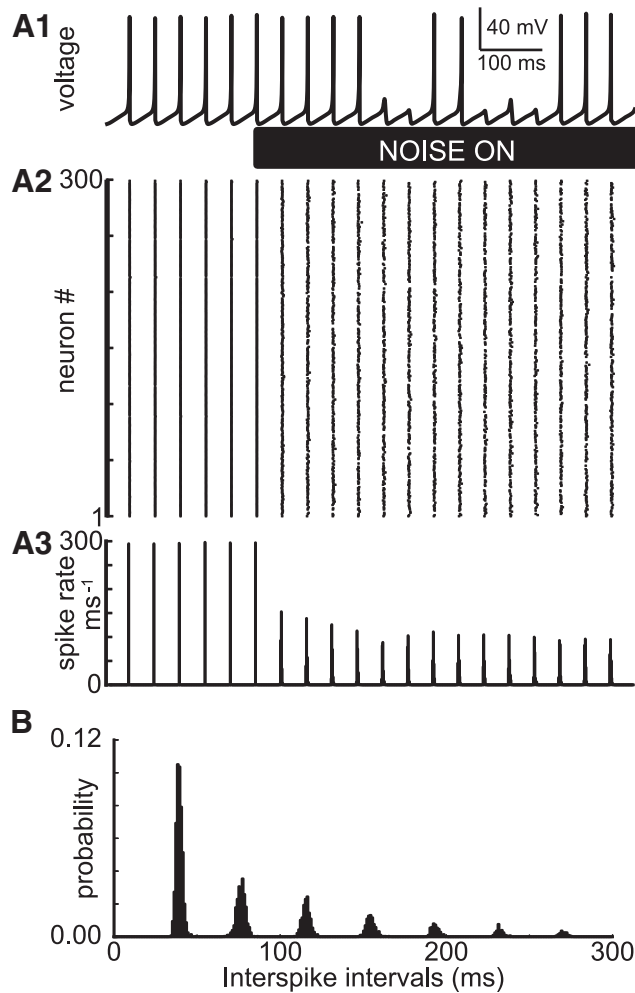 A1
voltage
40 mV
100 ms
NOISE ON
A2
300
neuron #
1
A3
300
spike rate
ms-1
0
B
0.12
probability
0.00
0 100 200 300
Interspike intervals (ms)